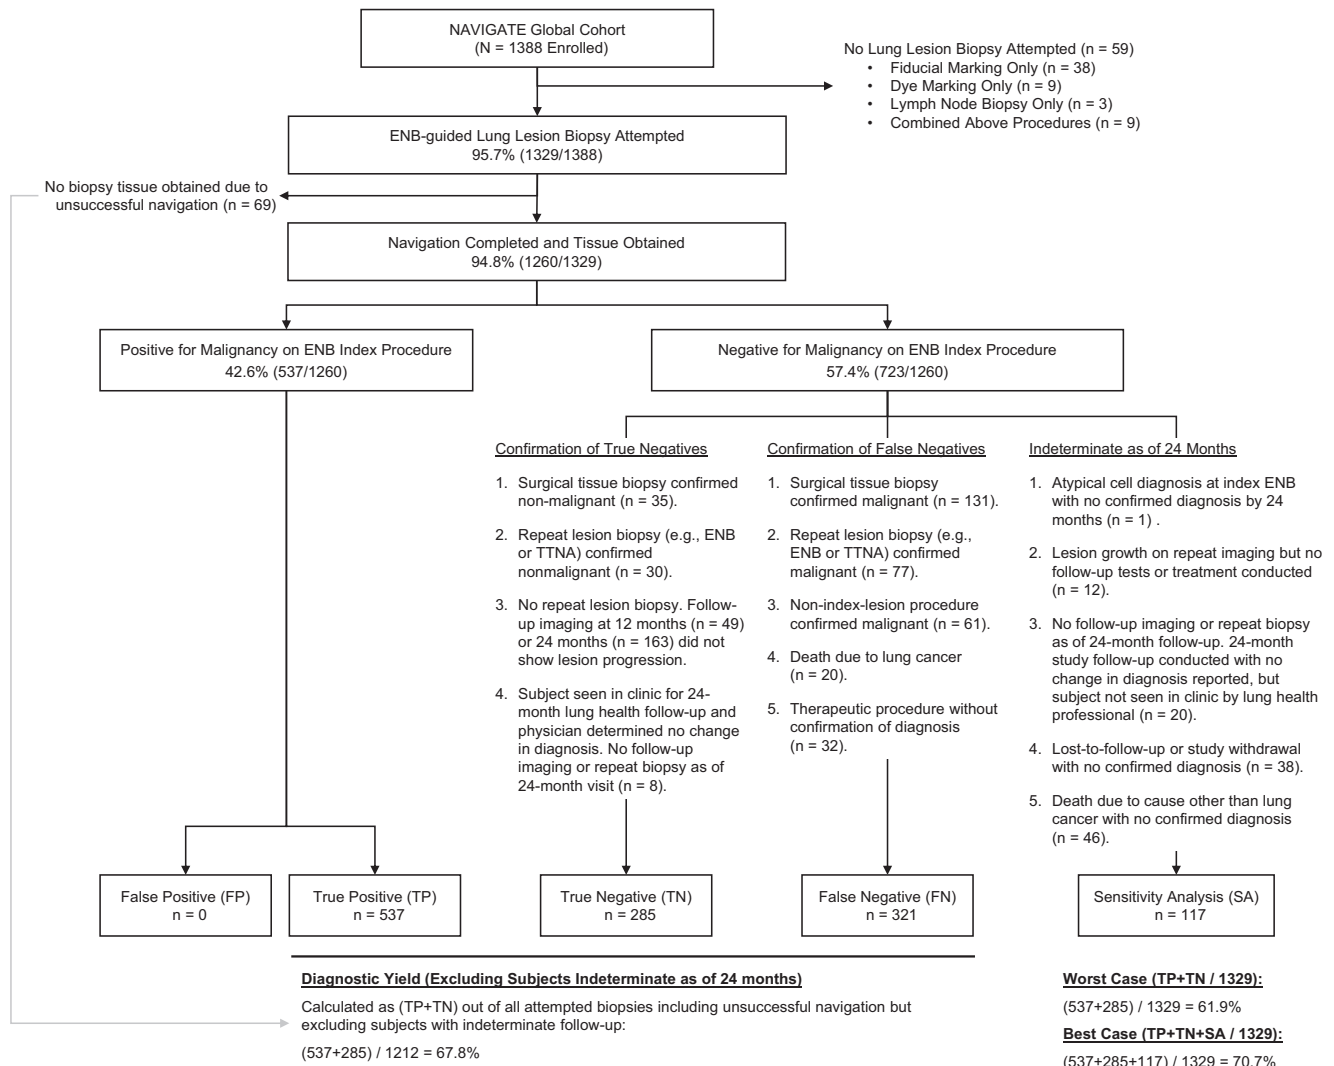 NAVIGATE Global Cohort
(N = 1388 Enrolled)
No Lung Lesion Biopsy Attempted (n = 59)
• Fiducial Marking Only (n = 38)
• Dye Marking Only (n = 9)
• Lymph Node Biopsy Only (n = 3)
• Combined Above Procedures (n = 9)
ENB-guided Lung Lesion Biopsy Attempted
95.7% (1329/1388)
No biopsy tissue obtained due to
unsuccessful navigation (n = 69)
Navigation Completed and Tissue Obtained
94.8% (1260/1329)
Positive for Malignancy on ENB Index Procedure
42.6% (537/1260)
Negative for Malignancy on ENB Index Procedure
57.4% (723/1260)
Confirmation of True Negatives
1. Surgical tissue biopsy confirmed
non-malignant (n = 35).
2. Repeat lesion biopsy (e.g., ENB
or TTNA) confirmed
nonmalignant (n = 30).
3. No repeat lesion biopsy. Follow-
up imaging at 12 months (n = 49)
or 24 months (n = 163) did not
show lesion progression.
4. Subject seen in clinic for 24-
month lung health follow-up and
physician determined no change
in diagnosis. No follow-up
imaging or repeat biopsy as of
24-month visit (n = 8).
Confirmation of False Negatives
1. Surgical tissue biopsy
confirmed malignant (n = 131).
2. Repeat lesion biopsy (e.g.,
ENB or TTNA) confirmed
malignant (n = 77).
3. Non-index-lesion procedure
confirmed malignant (n = 61).
4. Death due to lung cancer
(n = 20).
5. Therapeutic procedure without
confirmation of diagnosis
(n = 32).
Indeterminate as of 24 Months
1. Atypical cell diagnosis at index ENB
with no confirmed diagnosis by 24
months (n = 1) .
2. Lesion growth on repeat imaging but no
follow-up tests or treatment conducted
(n = 12).
3. No follow-up imaging or repeat biopsy
as of 24-month follow-up. 24-month
study follow-up conducted with no
change in diagnosis reported, but
subject not seen in clinic by lung health
professional (n = 20).
4. Lost-to-follow-up or study withdrawal
with no confirmed diagnosis (n = 38).
5. Death due to cause other than lung
cancer with no confirmed diagnosis
(n = 46).
False Positive (FP)
n = 0
True Positive (TP)
n = 537
True Negative (TN)
n = 285
False Negative (FN)
n = 321
Sensitivity Analysis (SA)
n = 117
Diagnostic Yield (Excluding Subjects Indeterminate as of 24 months)
Calculated as (TP+TN) out of all attempted biopsies including unsuccessful navigation but
excluding subjects with indeterminate follow-up:
(537+285) / 1212 = 67.8%
Worst Case (TP+TN / 1329):
(537+285) / 1329 = 61.9%
Best Case (TP+TN+SA / 1329):
(537+285+117) / 1329 = 70.7%